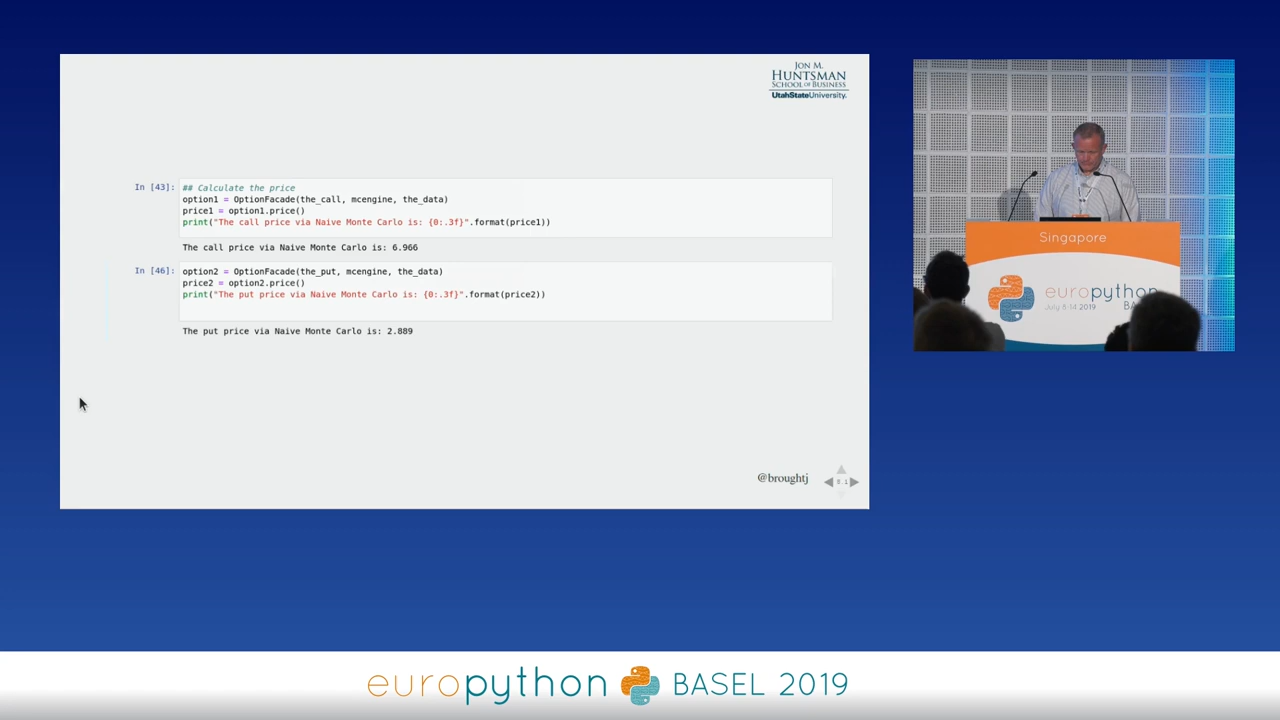 JON M.
HUNTSMAN
SCHOOL OF BUSINESS
UtahStateUniversity.
In [43]:
## Calculate the price
option1 = OptionFacade(the_call, mcengine, the_data)
price1 = option1.price()
print("The call price via Naive Monte Carlo is: {0:.3f}".format(price1))
The call price via Naive Monte Carlo is: 6.966
In [46]:
option2 = OptionFacade(the_put, mcengine, the_data)
price2 = option2.price()
print("The put price via Naive Monte Carlo is: {0:.3f}".format(price2))
The put price via Naive Monte Carlo is: 2.889
@broughtj
Singapore
europython
July 8-14 2019
europython BASEL 2019